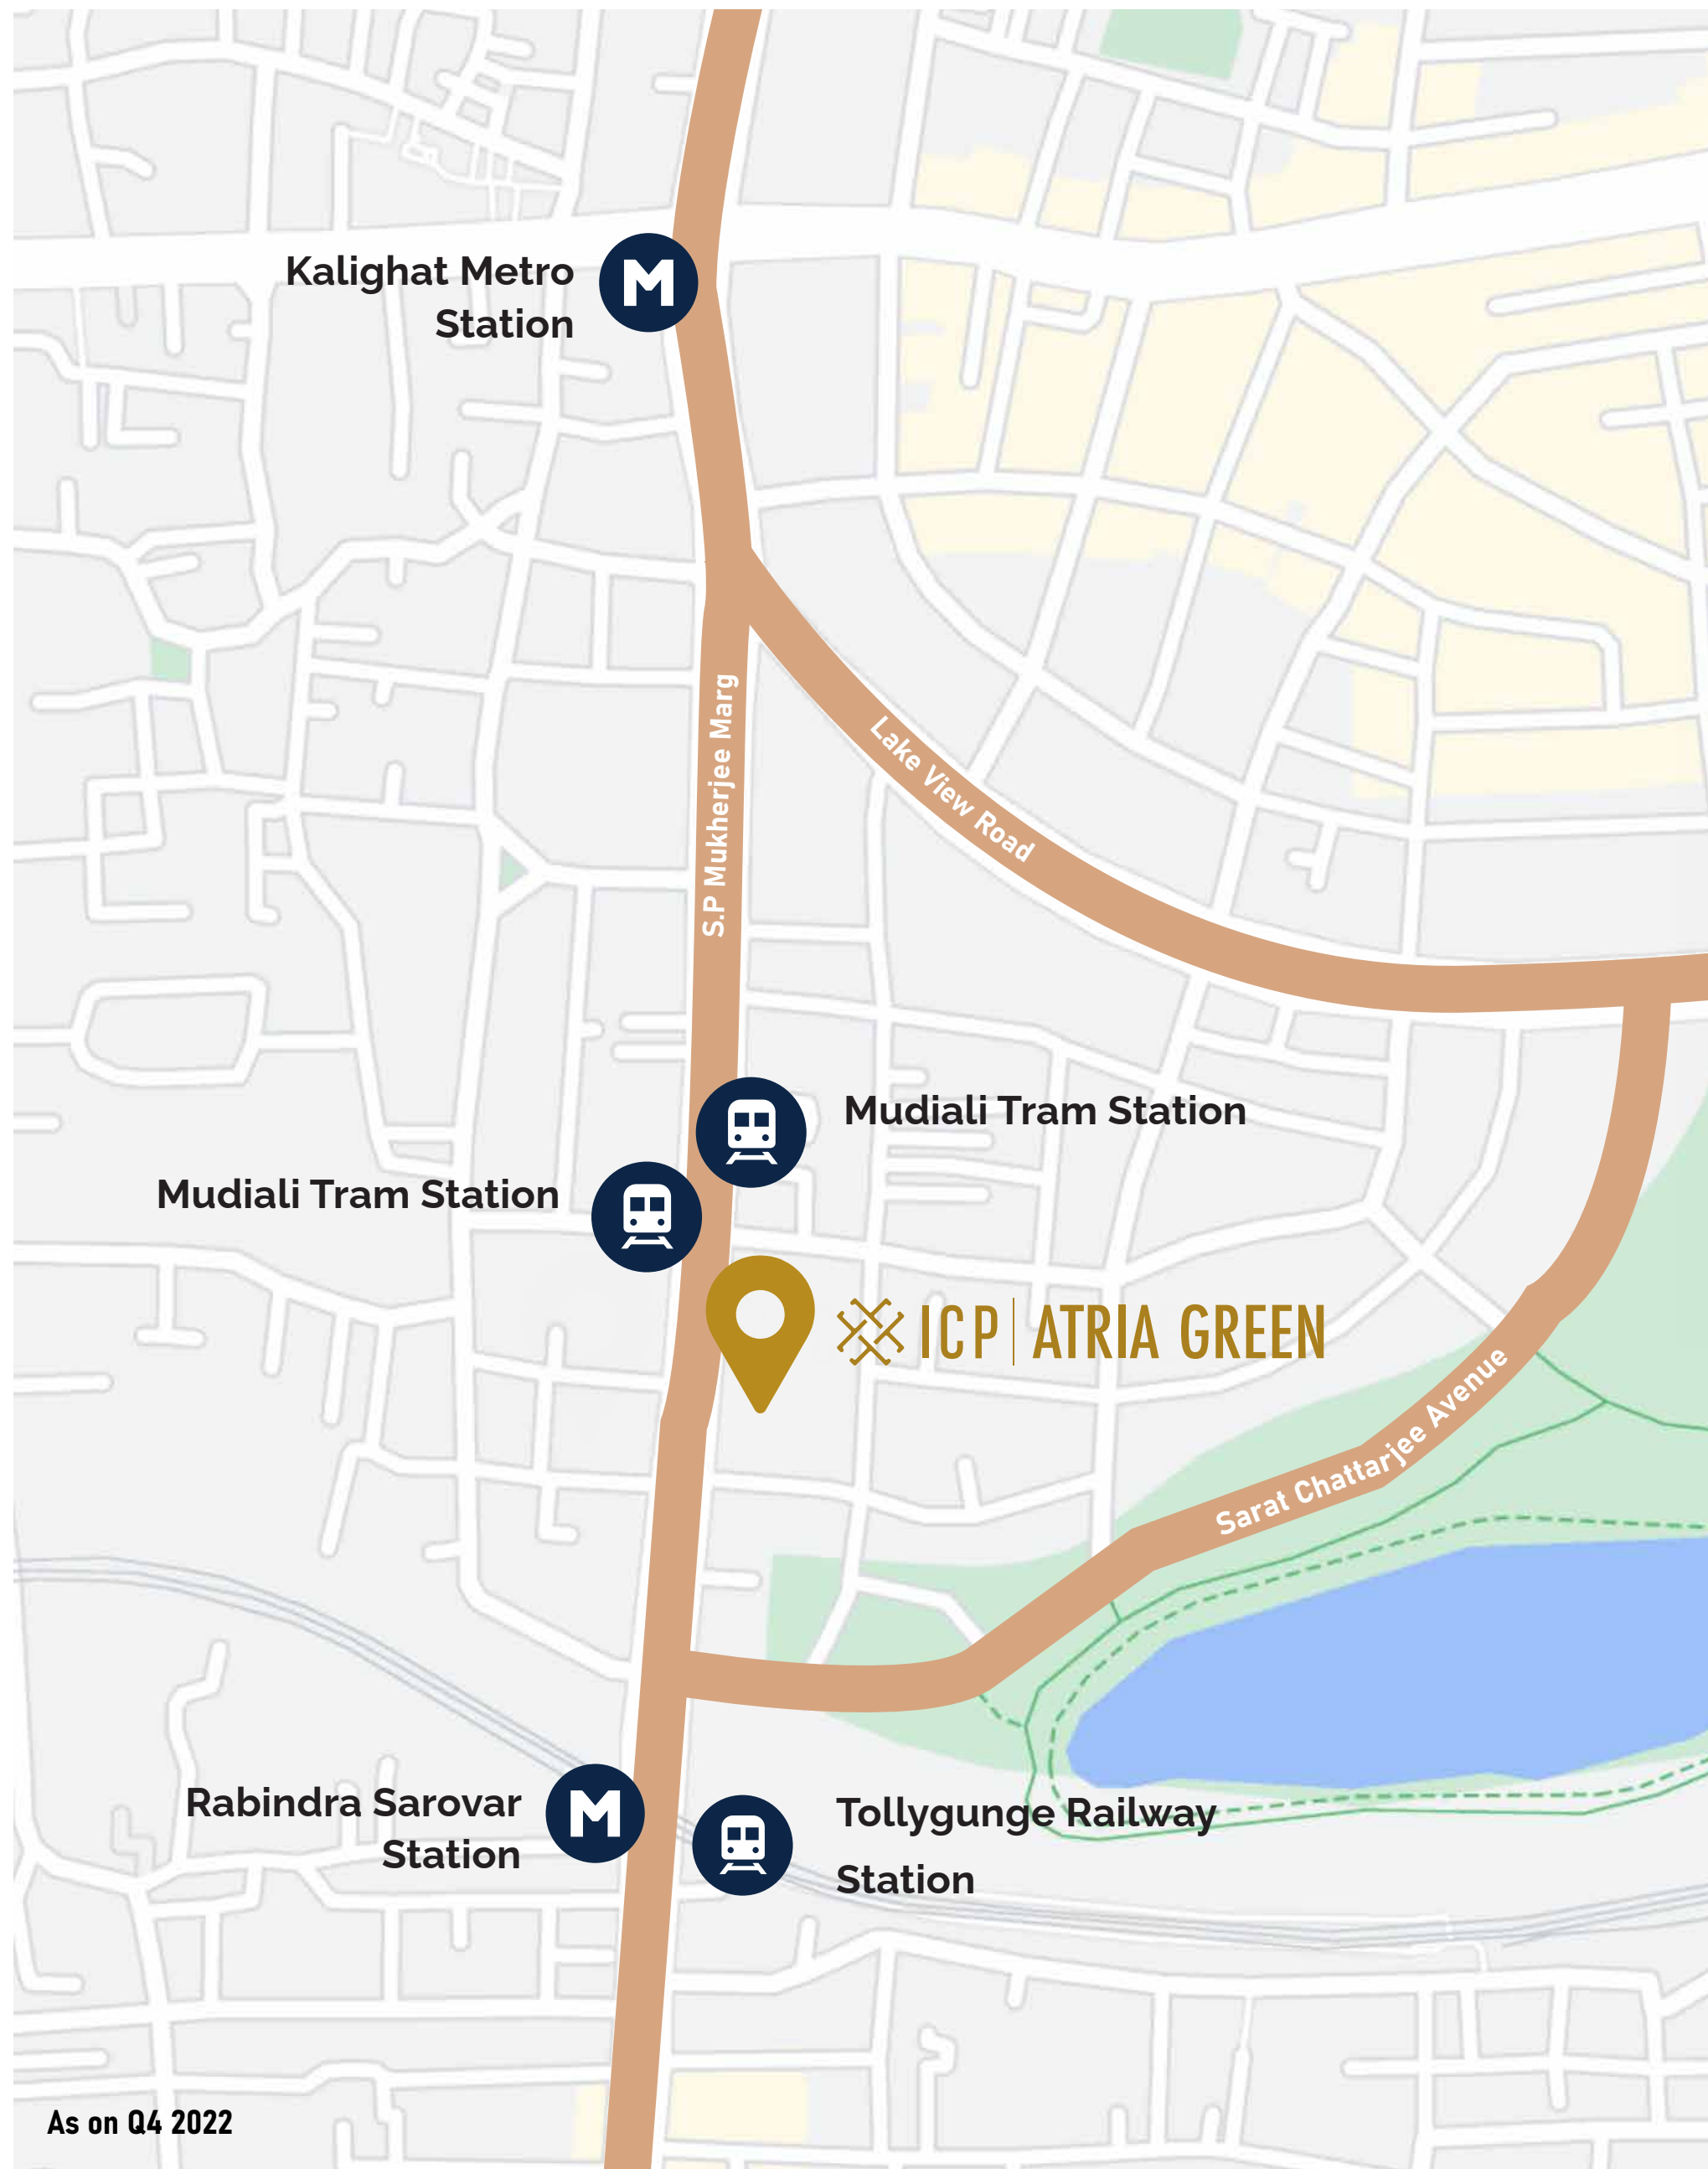 Kalighat Metro
Station
S.P Mukherjee Marg
Lake View Road
Mudiali Tram Station
Mudiali Tram Station
ICP | ATRIA GREEN
Sarat Chattarjee Avenue
Rabindra Sarovar
Station
Tollygunge Railway
Station
As on Q4 2022